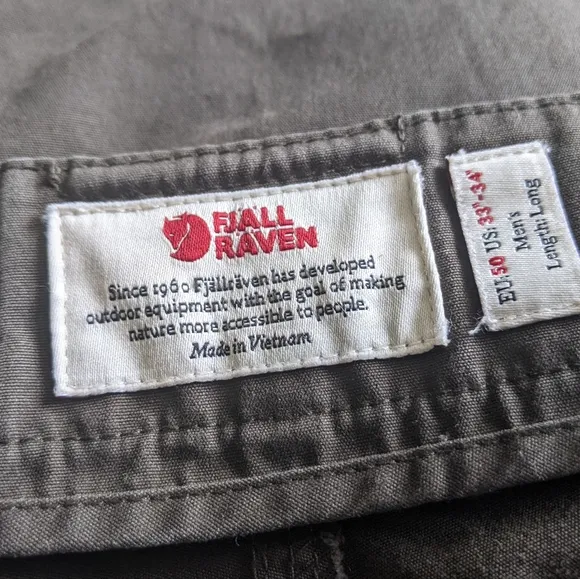 FJÄLL
RÄVEN
Since 1960 Fjällräven has developed
outdoor equipment with the goal of making
nature more accessible to people.
Made in Vietnam
EU:50 US:33"-34"
Men's
Length: Long